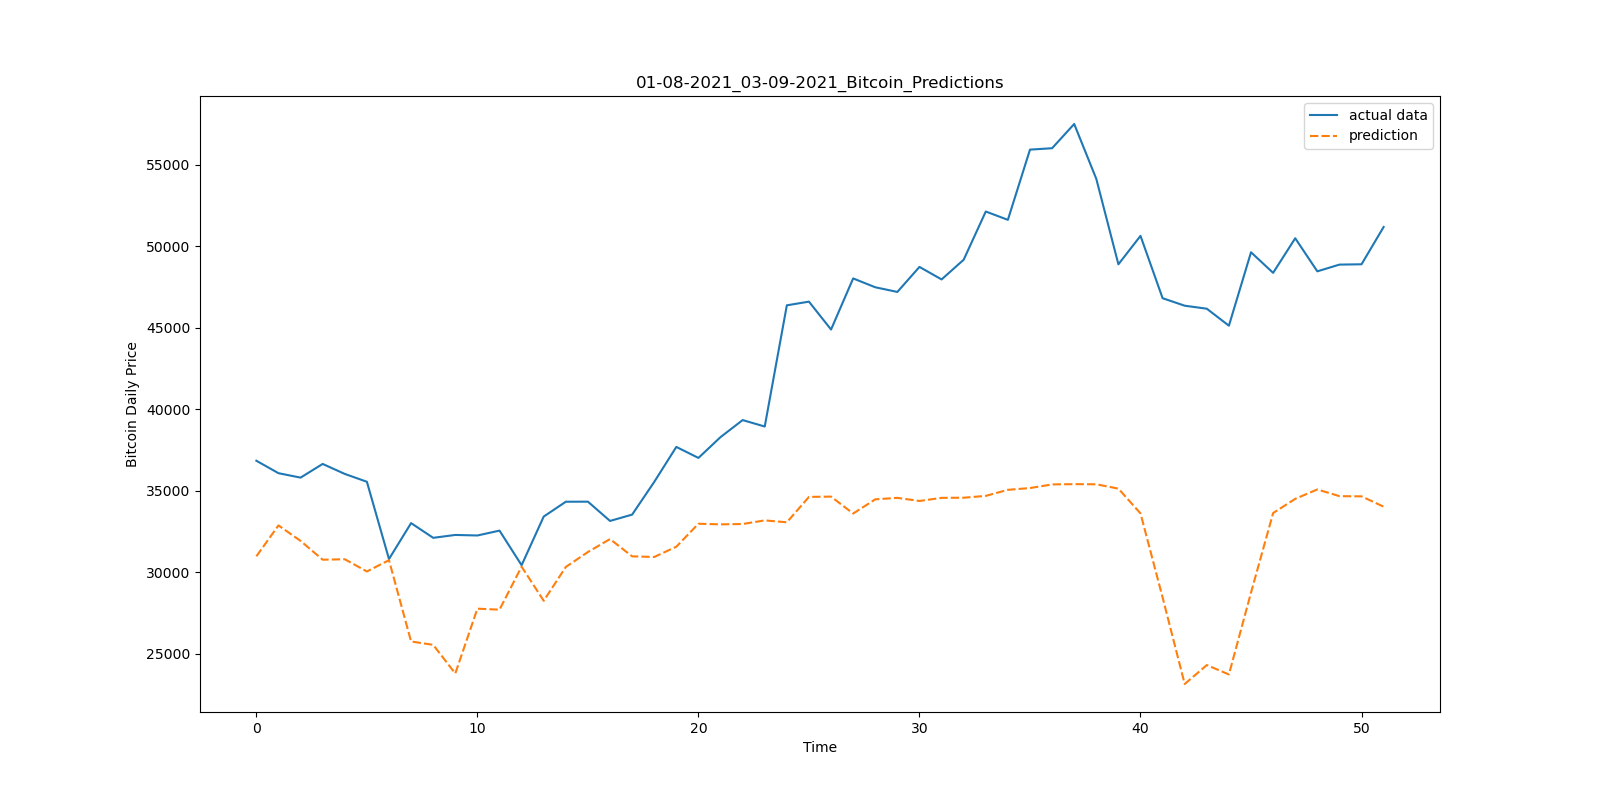 01-08-2021_03-09-2021_Bitcoin_Predictions
actual data
prediction
55000
50000
45000
40000
35000
30000
25000
Bitcoin Daily Price
0 10 20 30 40 50
Time